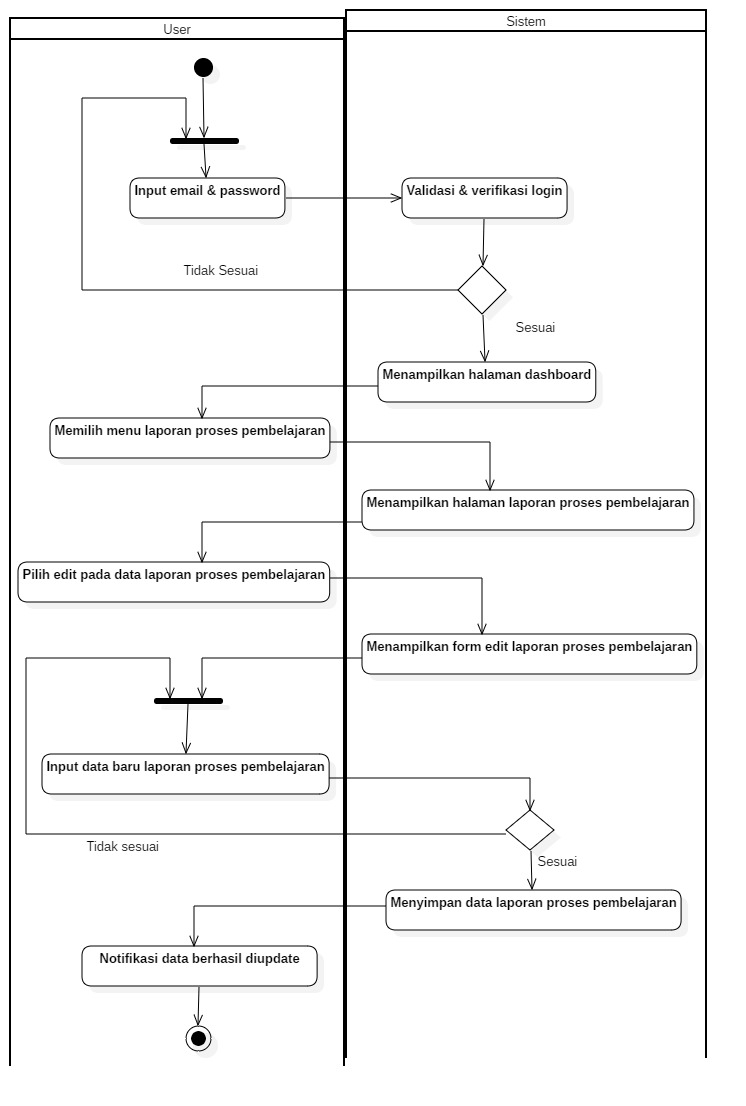 User
Sistem
Input email & password
Validasi & verifikasi login
Tidak Sesuai
Sesuai
Menampilkan halaman dashboard
Memilih menu laporan proses pembelajaran
Menampilkan halaman laporan proses pembelajaran
Pilih edit pada data laporan proses pembelajaran
Menampilkan form edit laporan proses pembelajaran
Input data baru laporan proses pembelajaran
Tidak sesuai
Sesuai
Menyimpan data laporan proses pembelajaran
Notifikasi data berhasil diupdate